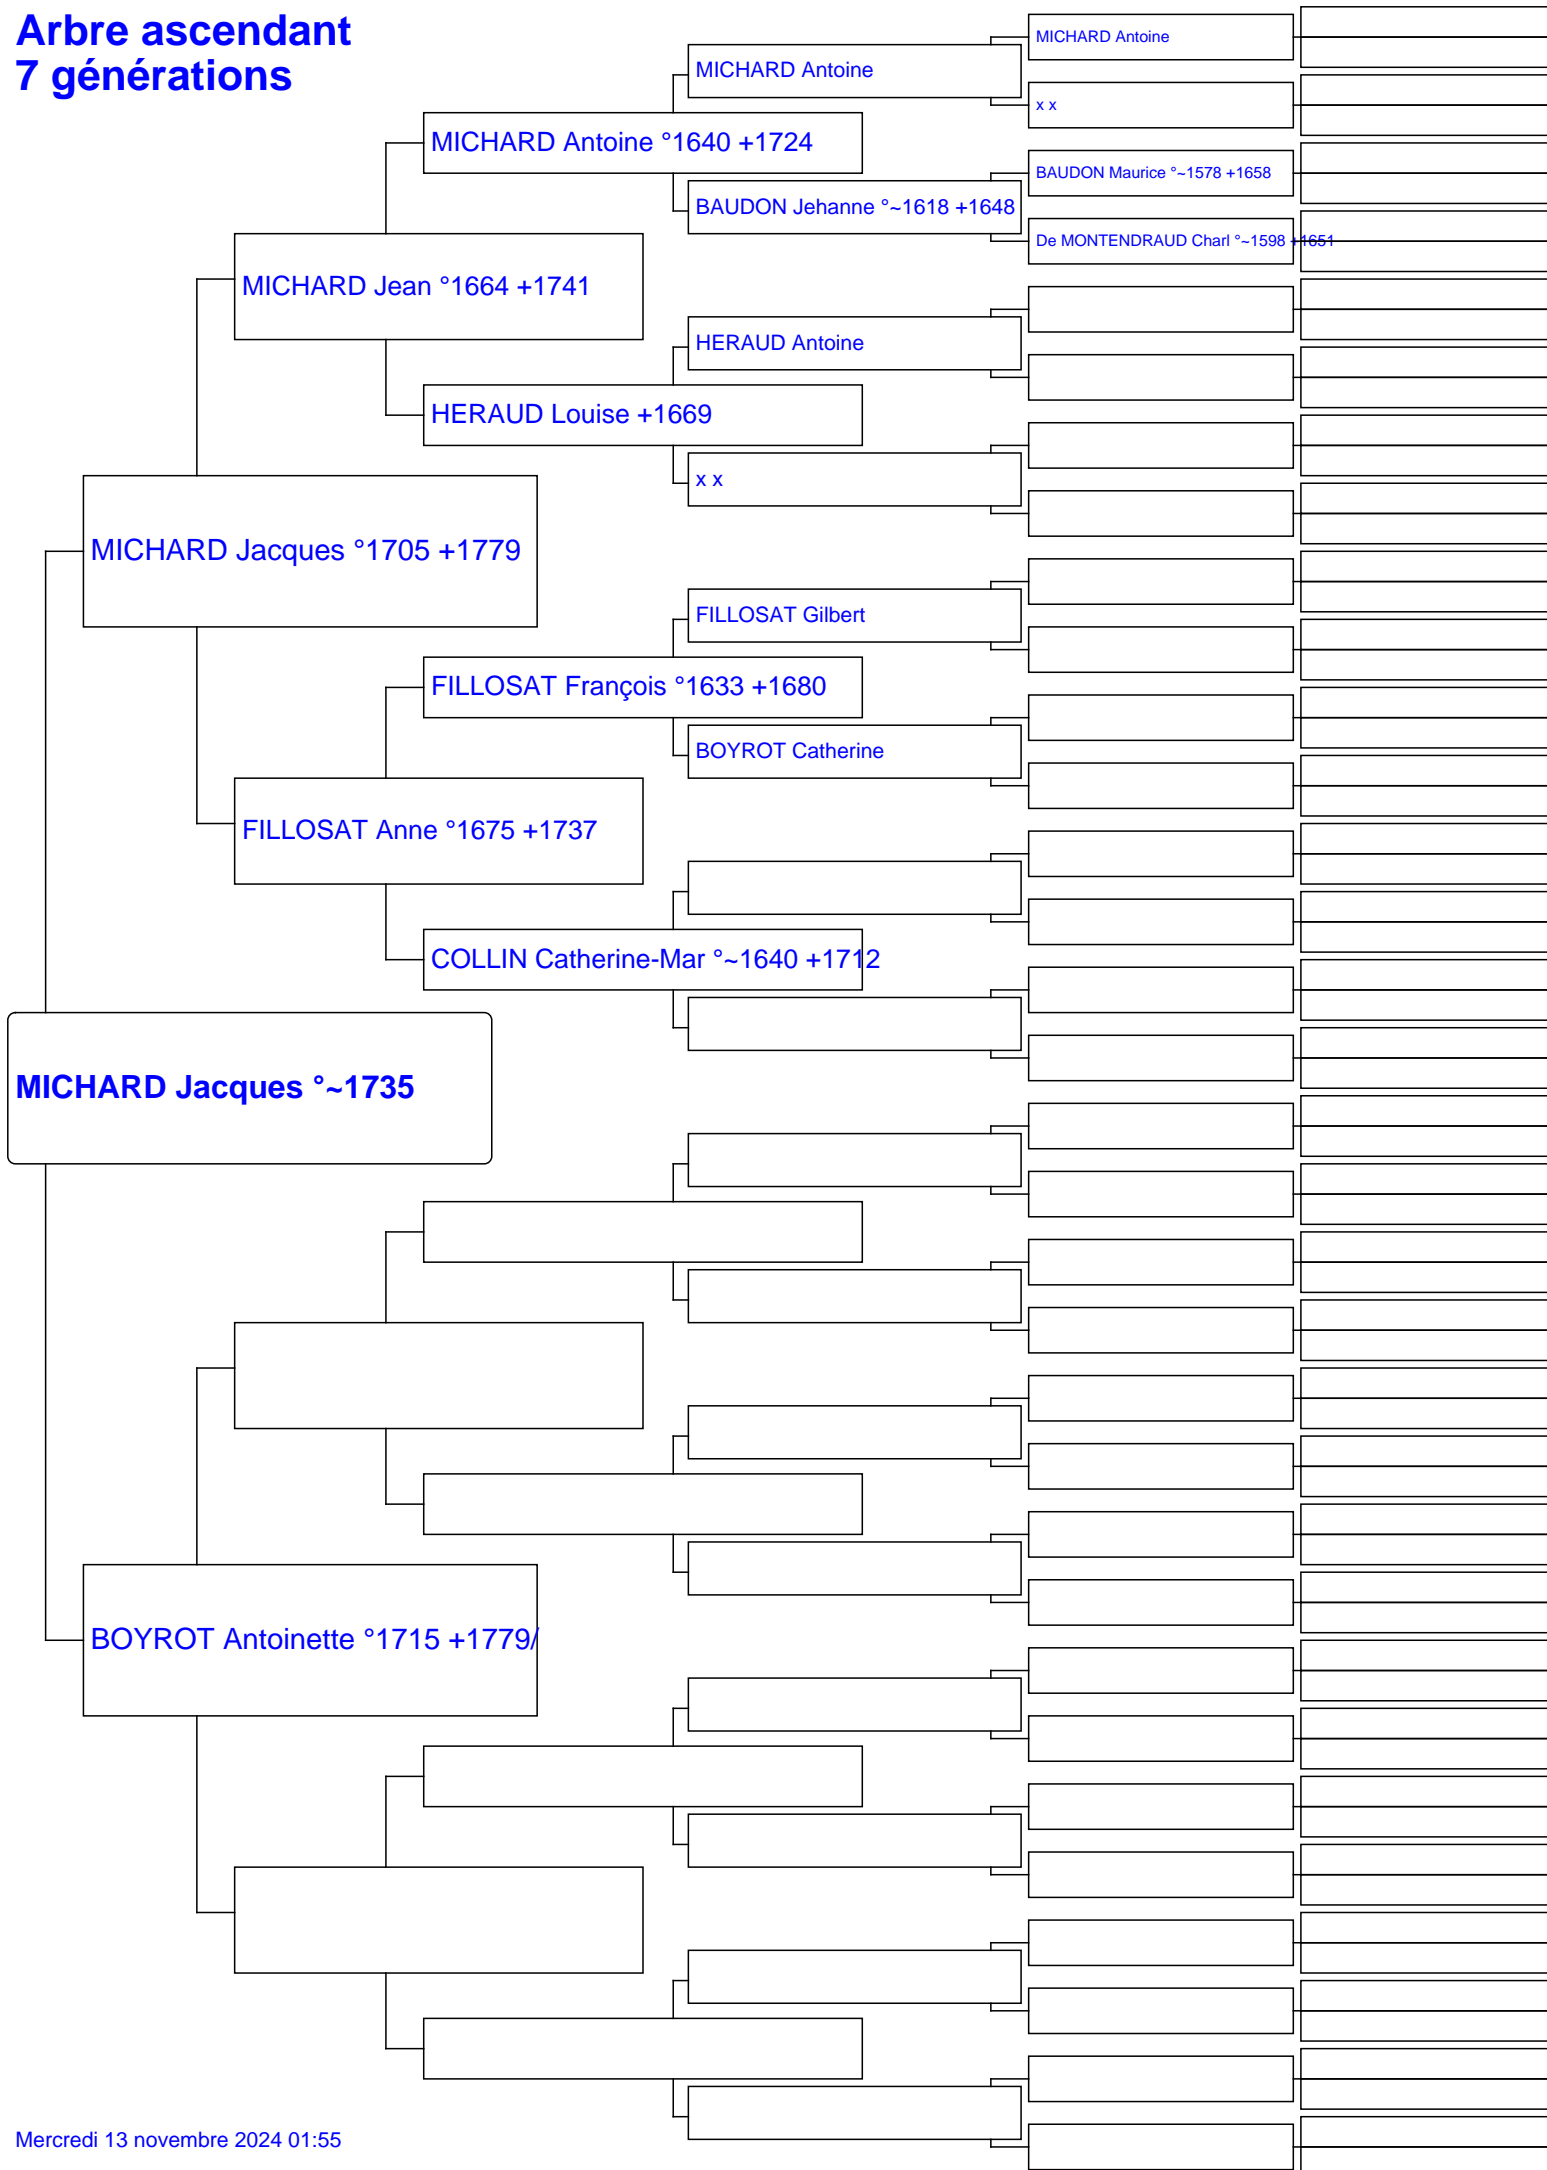 Arbre ascendant
7 générations
MICHARD Antoine
MICHARD Antoine
x x
MICHARD Antoine °1640 +1724
BAUDON Maurice °~1578 +1658
BAUDON Jehanne °~1618 +1648
De MONTENDRAUD Charl °~1598 +1651
MICHARD Jean °1664 +1741
HERAUD Antoine
HERAUD Louise +1669
x x
MICHARD Jacques °1705 +1779
FILLOSAT Gilbert
FILLOSAT François °1633 +1680
BOYROT Catherine
FILLOSAT Anne °1675 +1737
COLLIN Catherine-Mar °~1640 +1712
MICHARD Jacques °~1735
BOYROT Antoinette °1715 +1779/
Mercredi 13 novembre 2024 01:55